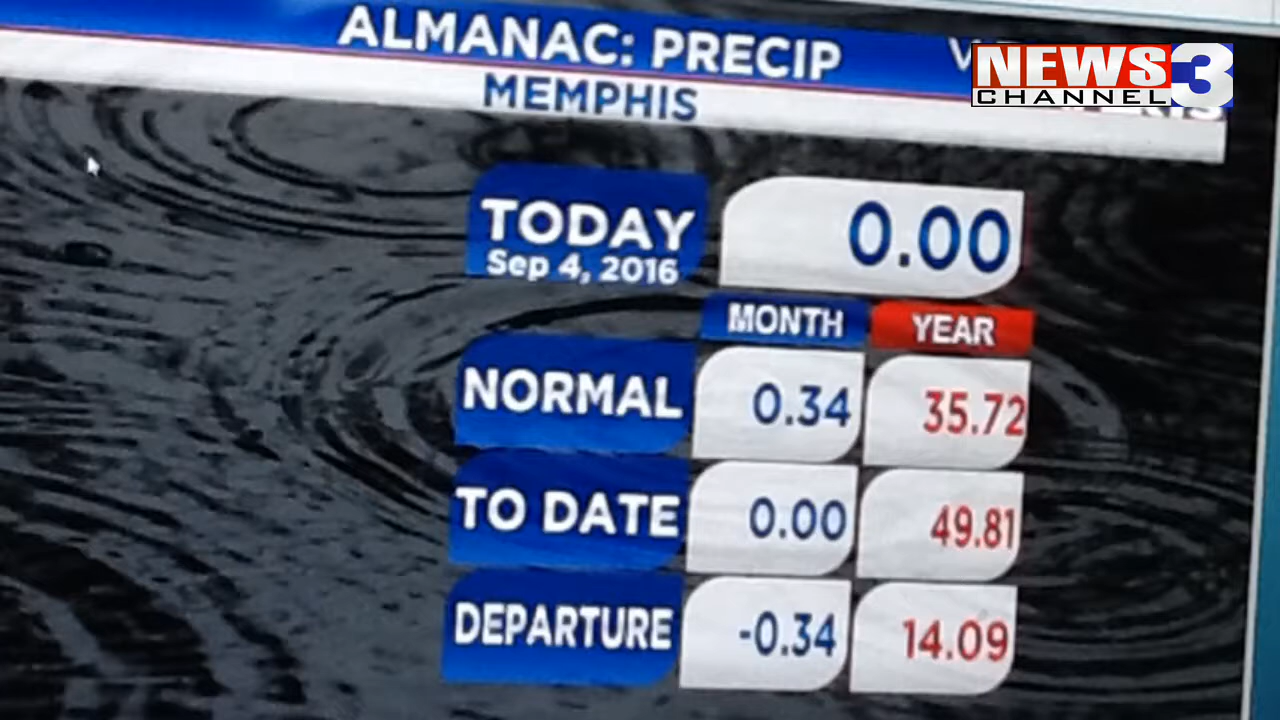 ALMANAC: PRECIP
MEMPHIS
NEWS
CHANNEL 3
TODAY
Sep 4, 2016
0.00
MONTH YEAR
NORMAL 0.34 35.72
TO DATE 0.00 49.81
DEPARTURE -0.34 14.09